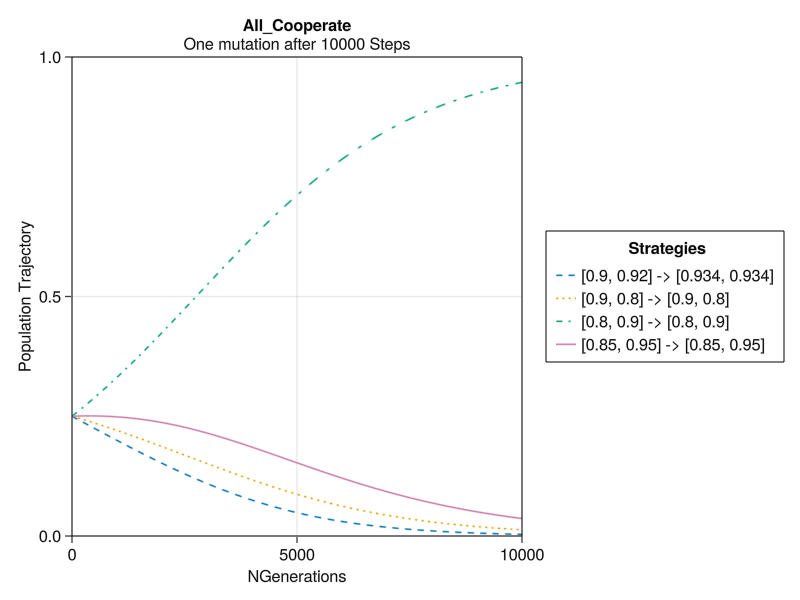 All_Cooperate
One mutation after 10000 Steps
1.0
0.5
0.0
Population Trajectory
0
5000
10000
NGenerations
Strategies
[0.9, 0.92] -> [0.934, 0.934]
[0.9, 0.8] -> [0.9, 0.8]
[0.8, 0.9] -> [0.8, 0.9]
[0.85, 0.95] -> [0.85, 0.95]